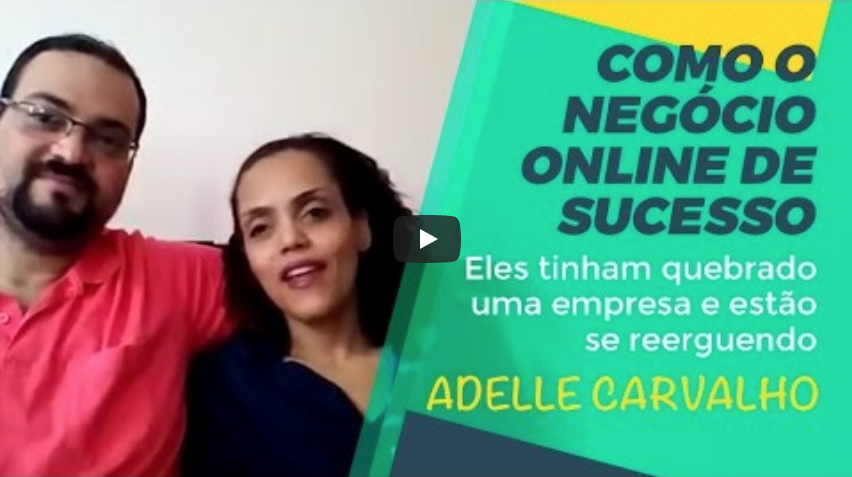 COMO O
NEGÓCIO
ONLINE DE
SUCESSO
Eles tinham quebrado
uma empresa e estão
se reerguendo
ADELLE CARVALHO